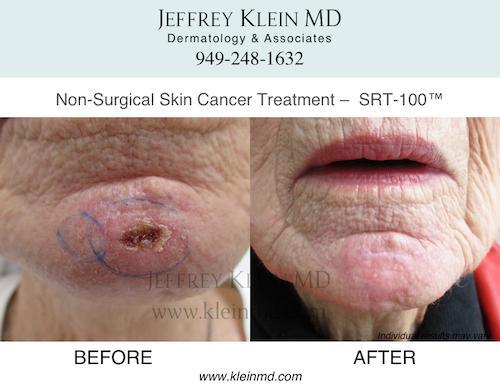 JEFFREY KLEIN MD
Dermatology & Associates
949-248-1632
Non-Surgical Skin Cancer Treatment – SRT-100™
JEFFREY KLEIN MD
www.kleinmd.com
Individual results may vary
BEFORE
AFTER
www.kleinmd.com